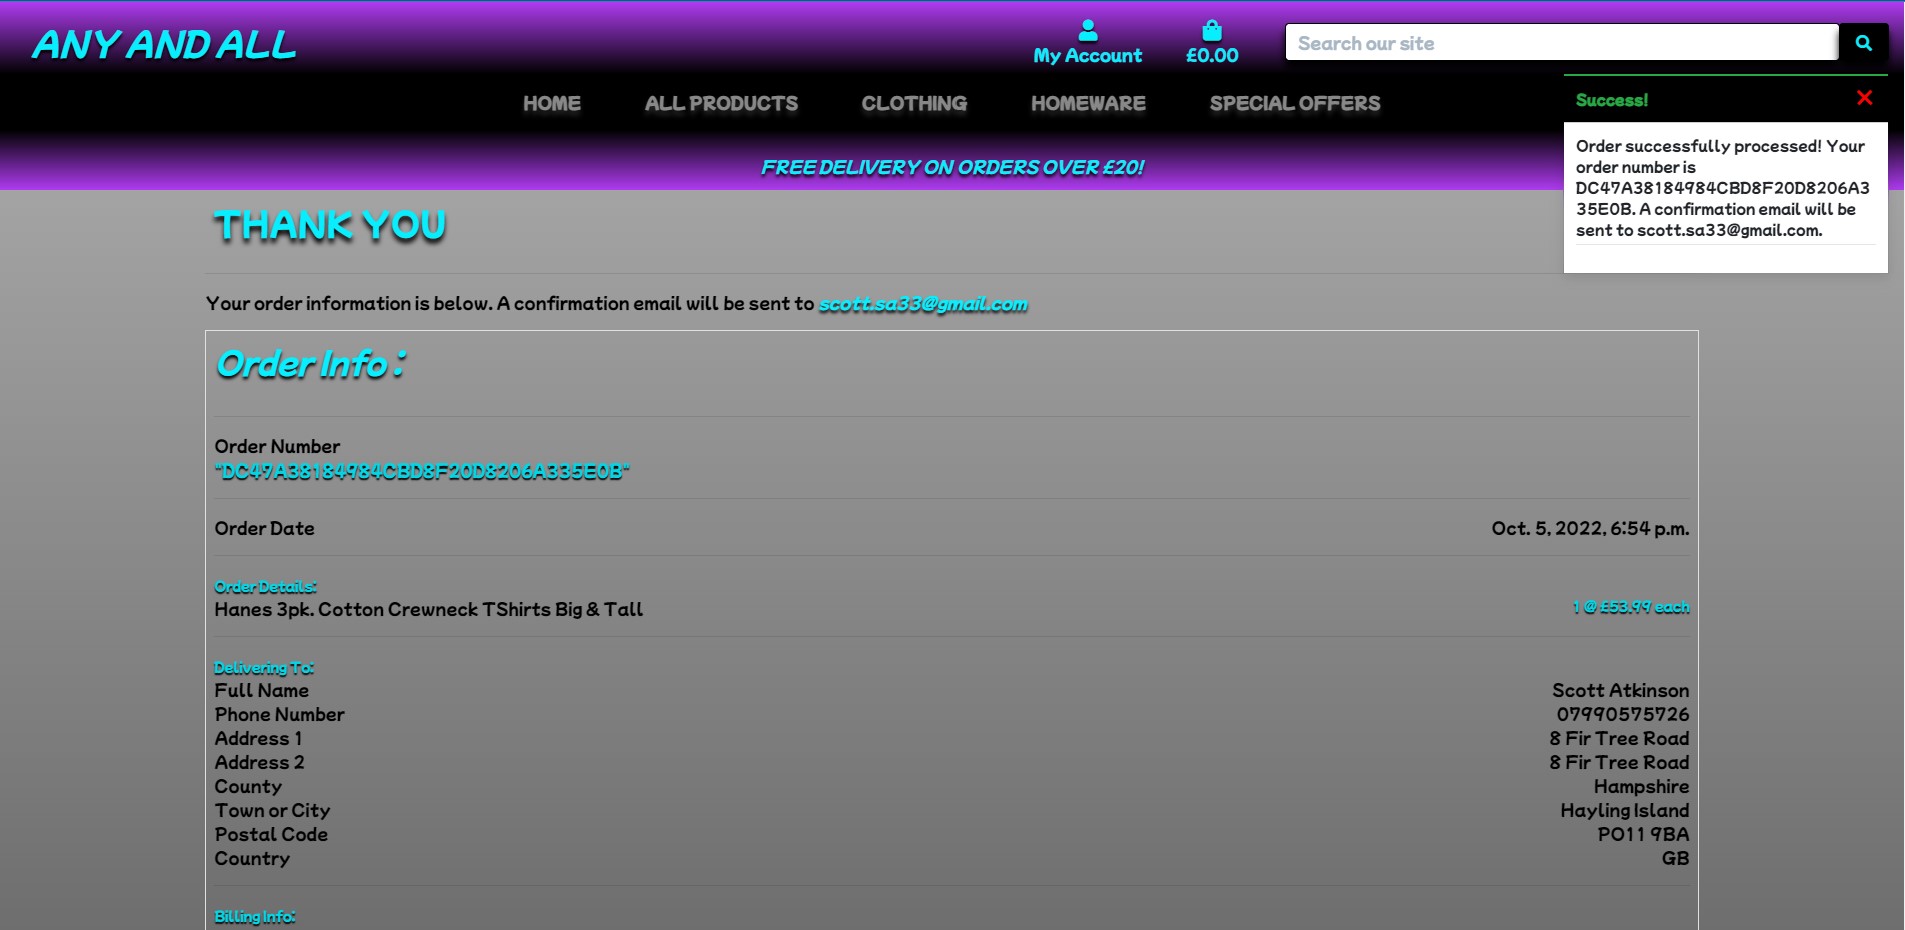 ANY AND ALL
My Account
£0.00
Search our site
HOME ALL PRODUCTS CLOTHING HOMEWARE SPECIAL OFFERS
FREE DELIVERY ON ORDERS OVER £20!
Success!
Order successfully processed! Your
order number is
DC47A38184984CBD8F20D8206A3
35E0B. A confirmation email will be
sent to scott.sa33@gmail.com.
THANK YOU
Your order information is below. A confirmation email will be sent to scott.sa33@gmail.com
Order Info :
Order Number
"DC47A38184984CBD8F20D8206A335E0B"
Order Date Oct. 5, 2022, 6:54 p.m.
Order Details:
Hanes 3pk. Cotton Crewneck TShirts Big & Tall 1 @ £53.99 each
Delivering To:
Full Name Scott Atkinson
Phone Number 07990575726
Address 1 8 Fir Tree Road
Address 2 8 Fir Tree Road
County Hampshire
Town or City Hayling Island
Postal Code PO11 9BA
Country GB
Billing Info: